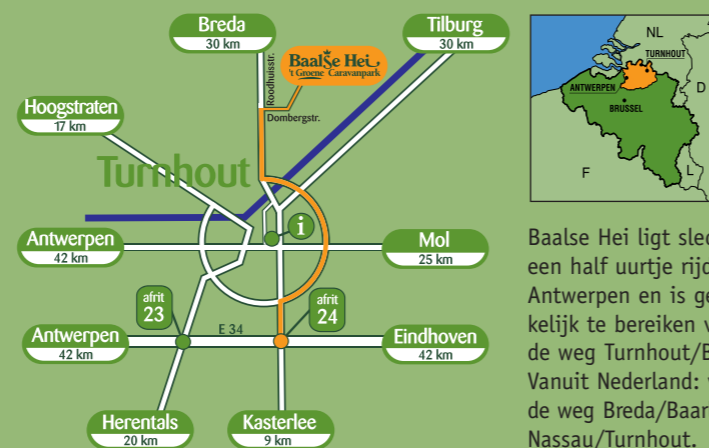 Breda
30 km
Tilburg
30 km
Baalse Hei
't Groene Caravanpark
Roodhuisstr.
Dombergstr.
Hoogstraten
17 km
Turnhout
i
Antwerpen
42 km
Mol
25 km
afrit
23
afrit
24
E 34
Antwerpen
42 km
Eindhoven
42 km
Herentals
20 km
Kasterlee
9 km
NL
TURNHOUT
ANTWERPEN
BRUSSEL
D
F
L
Baalse Hei ligt slec
een half uurtje rijd
Antwerpen en is ge
kelijk te bereiken v
de weg Turnhout/B
Vanuit Nederland:
de weg Breda/Baar
Nassau/Turnhout.